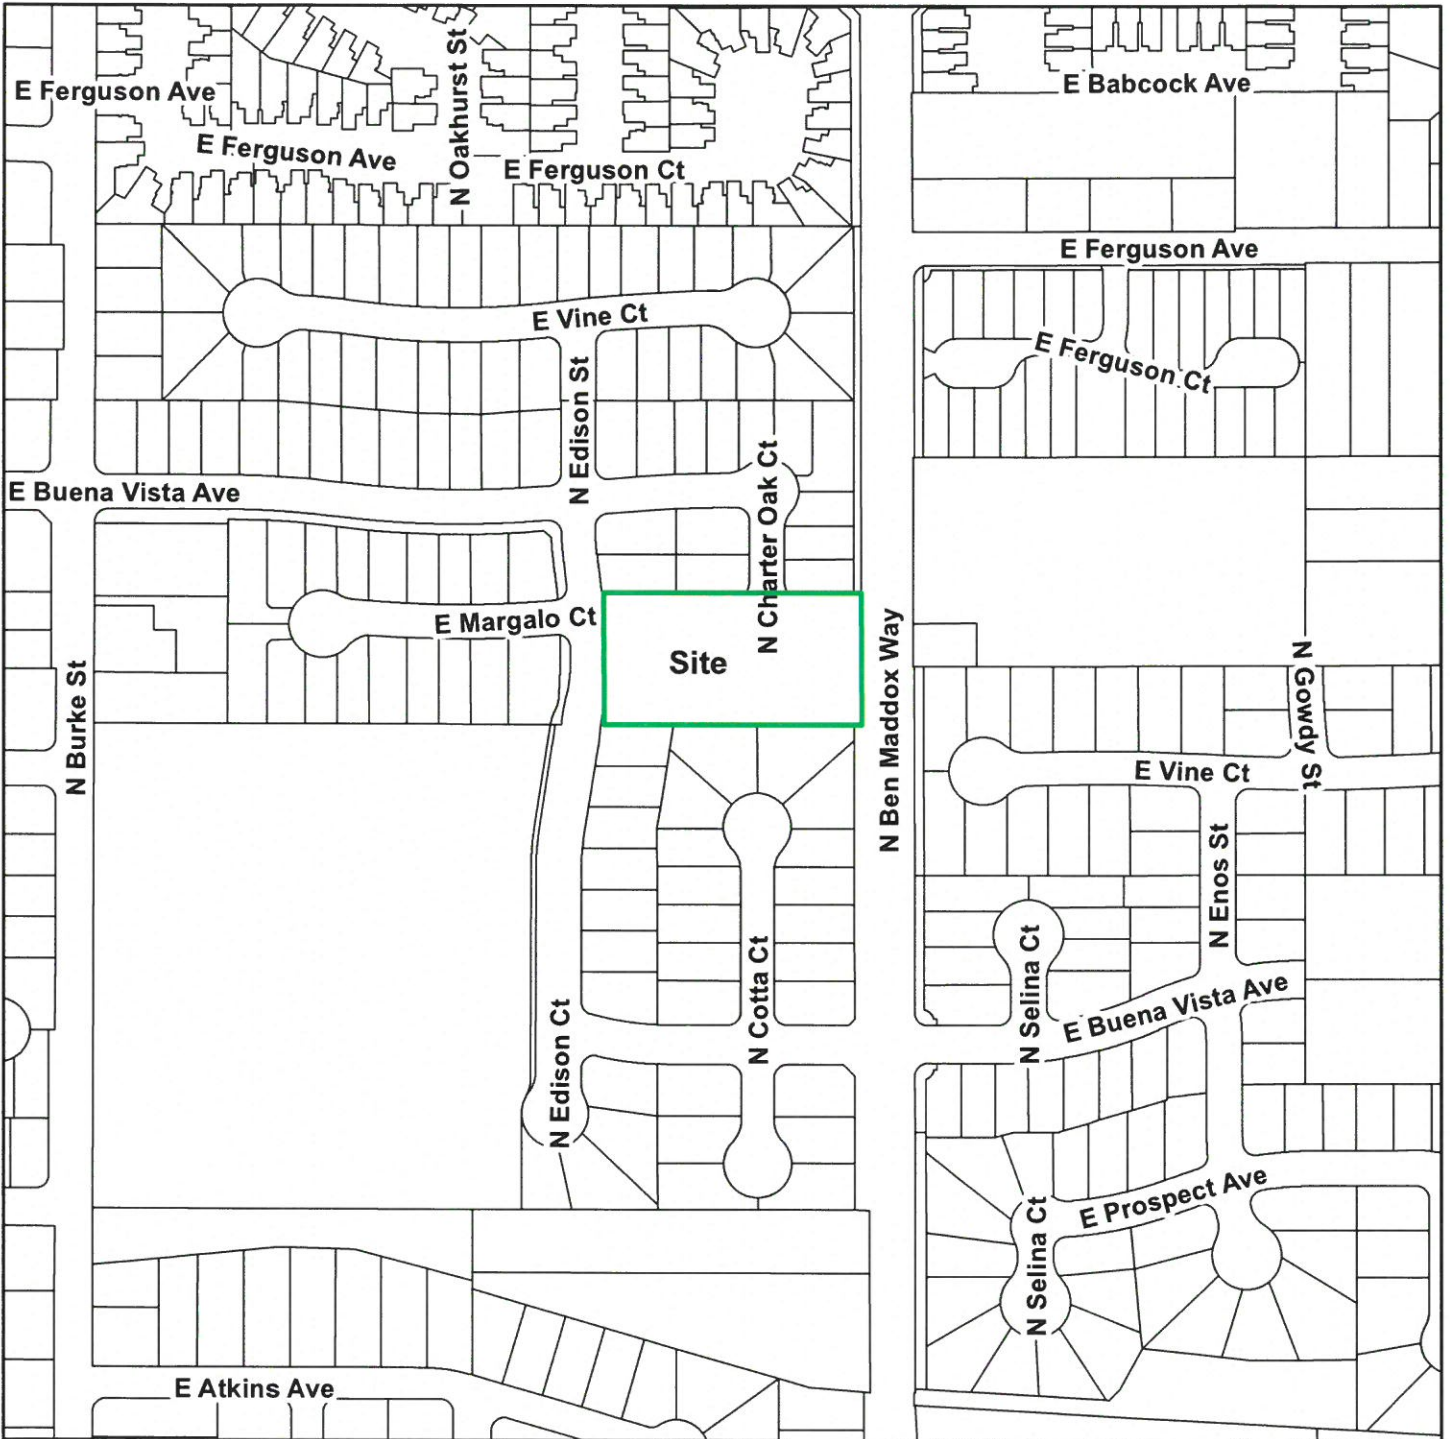 N Oakhurst St
E Ferguson Ave
E Babcock Ave
E Ferguson Ave
E Ferguson Ct
E Ferguson Ave
E Vine Ct
E Ferguson Ct
N Edison St
E Buena Vista Ave
N Charter Oak Ct
E Margalo Ct
Site
N Burke St
N Ben Maddox Way
N Gowdy St
E Vine Ct
N Enos St
N Cotta Ct
N Selina Ct
E Buena Vista Ave
N Edison Ct
E Prospect Ave
N Selina Ct
E Atkins Ave